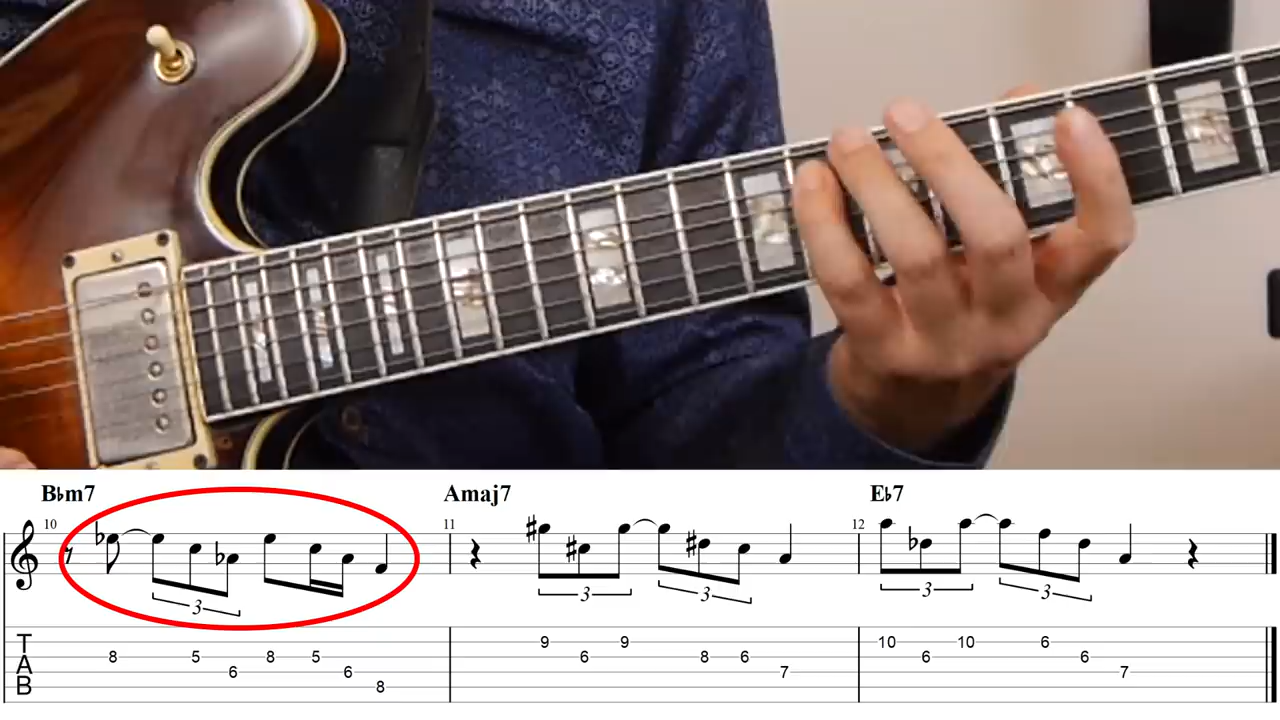 B♭m7 Amaj7 E♭7
10 11 12
3 3 3 3 3
T 9 9 10 10 6
A 8 5 8 5 6 8 6 6 6
6 6 7 7
B 8